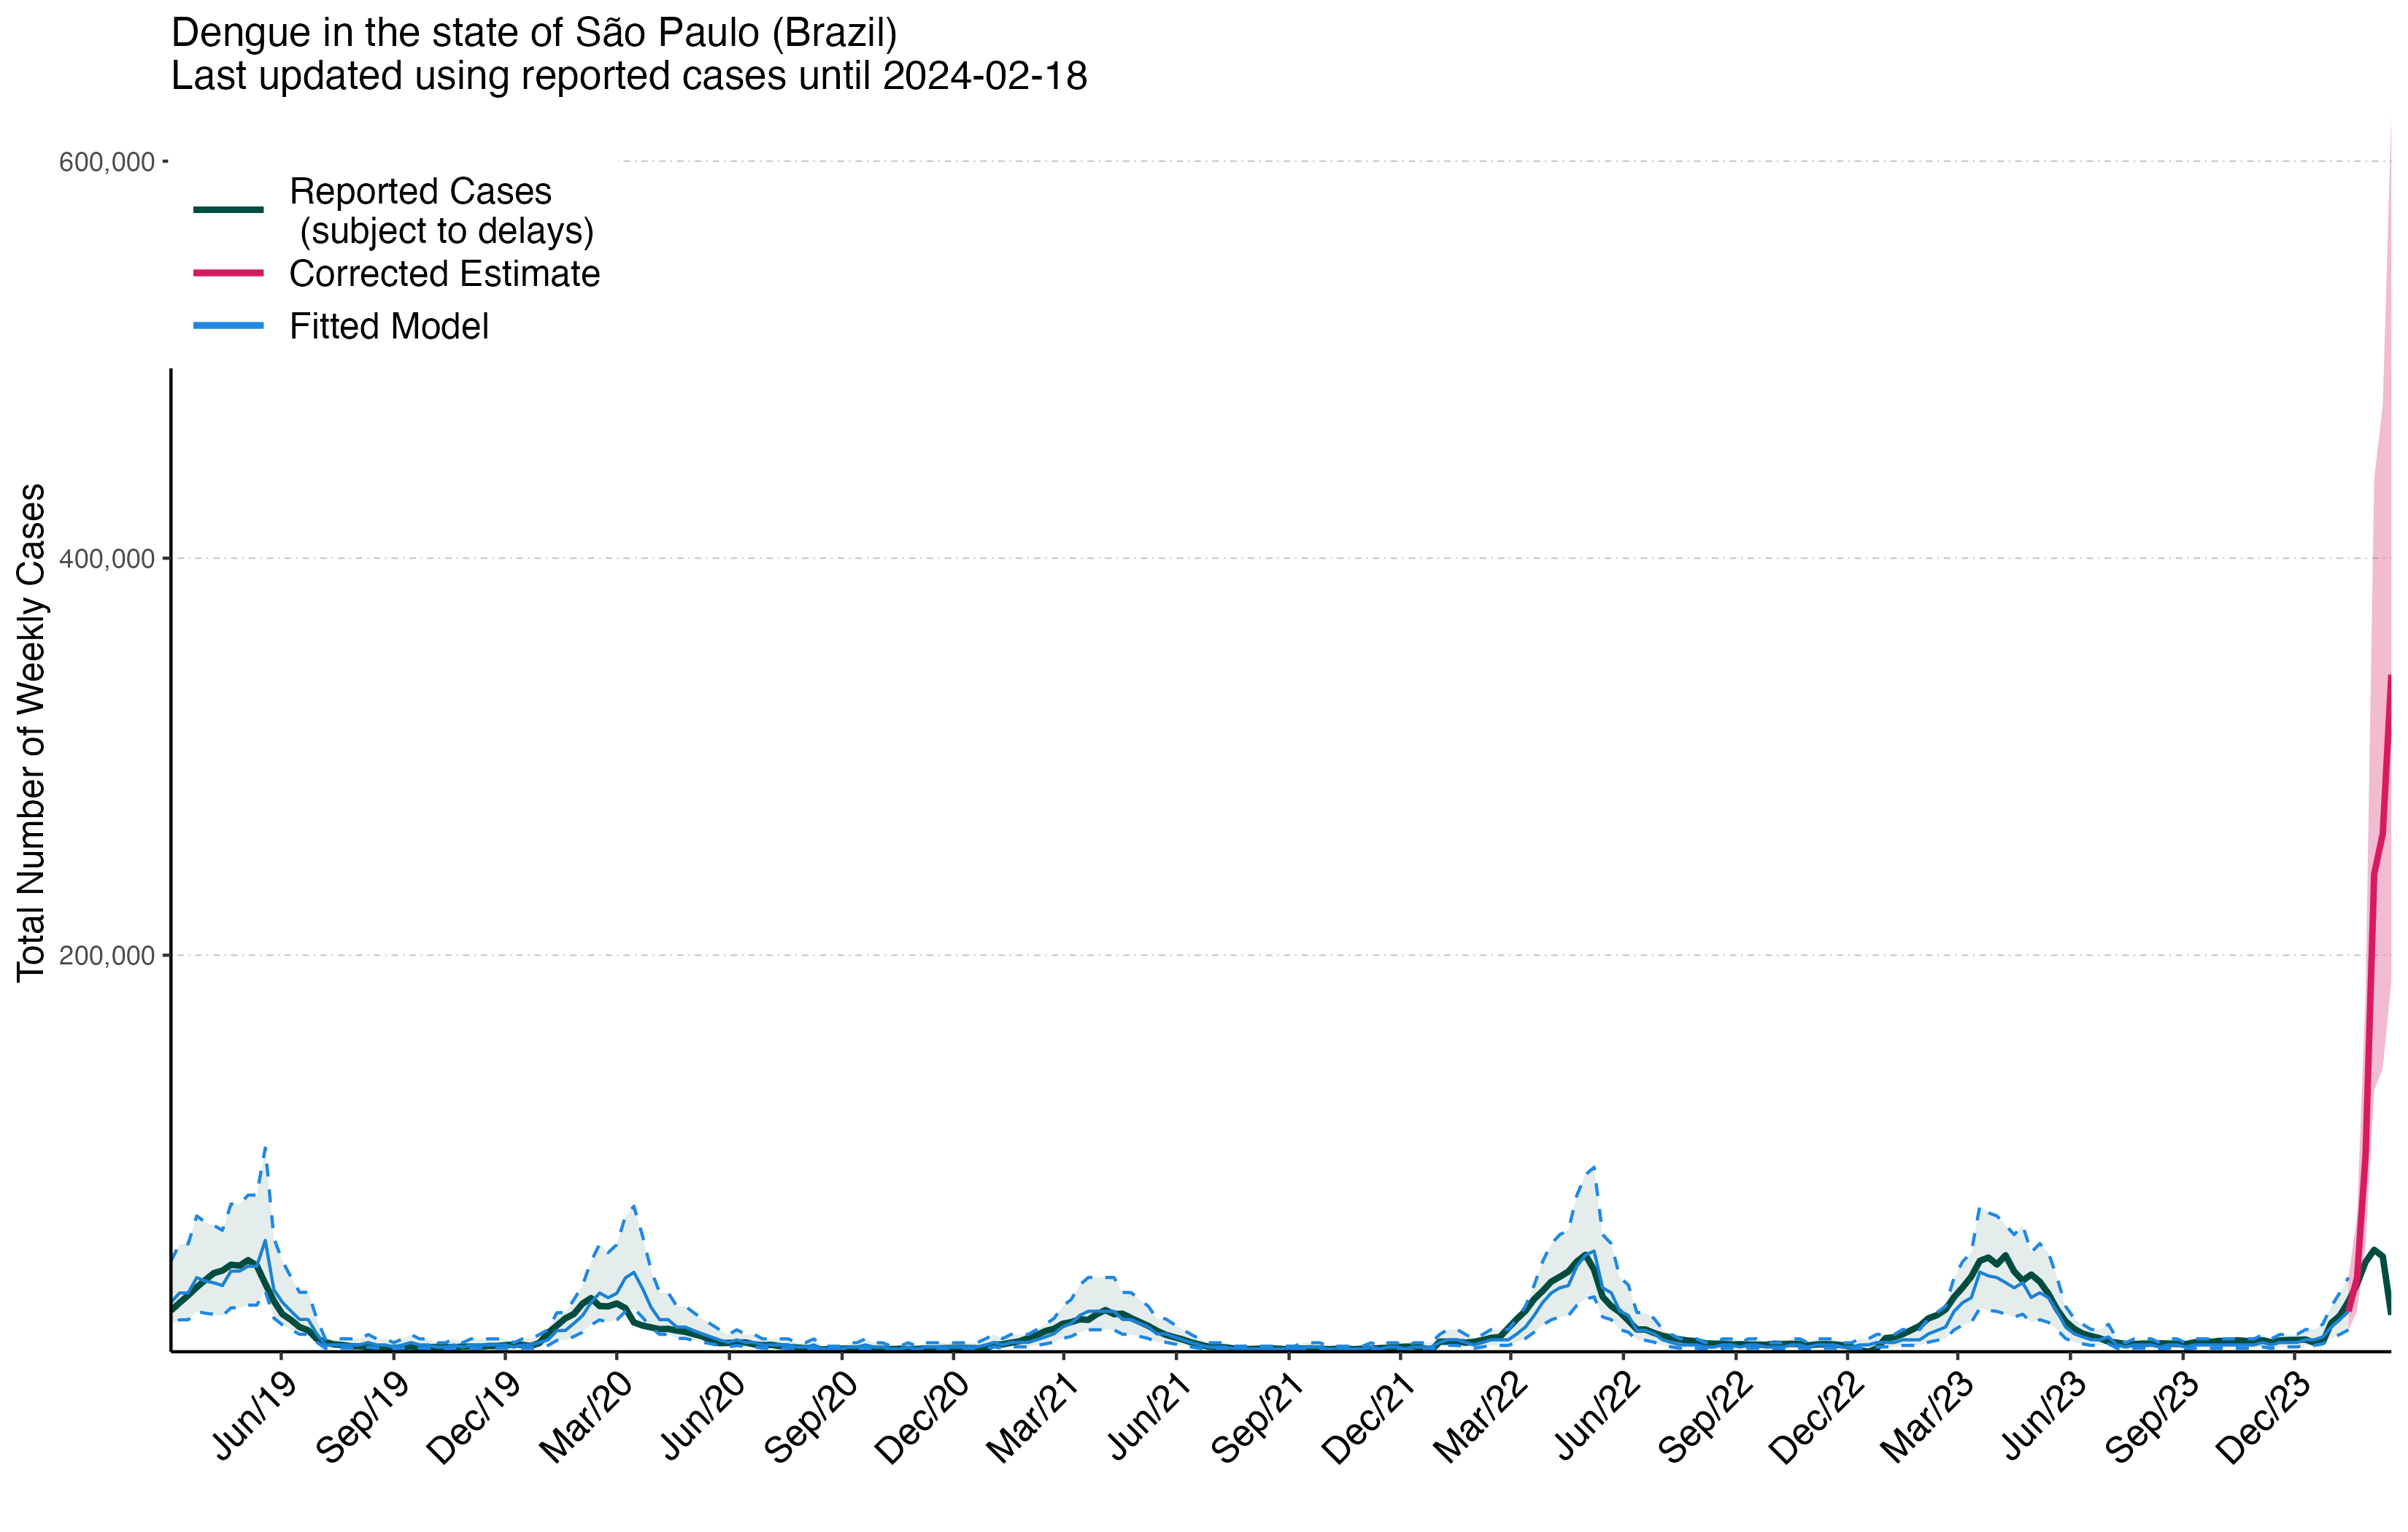 Dengue in the state of São Paulo (Brazil)
Last updated using reported cases until 2024-02-18
600,000
Reported Cases
(subject to delays)
Corrected Estimate
Fitted Model
Total Number of Weekly Cases
400,000
200,000
Jun/19
Sep/19
Dec/19
Mar/20
Jun/20
Sep/20
Dec/20
Mar/21
Jun/21
Sep/21
Dec/21
Mar/22
Jun/22
Sep/22
Dec/22
Mar/23
Jun/23
Sep/23
Dec/23